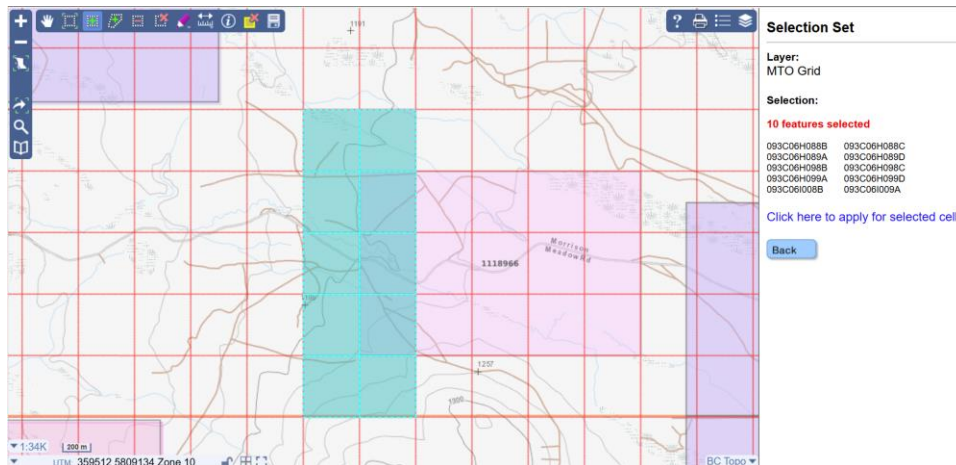 1191
Morrison
Meadow Rd
1118966
1257
1300
1:34K
200 m
UTM: 359512 5809134 Zone 10
BC Topo
Selection Set
Layer:
MTO Grid
Selection:
10 features selected
093C06H088B 093C06H088C
093C06H089A 093C06H089D
093C06H098B 093C06H098C
093C06H099A 093C06H099D
093C06I008B 093C06I009A
Click here to apply for selected cell
Back